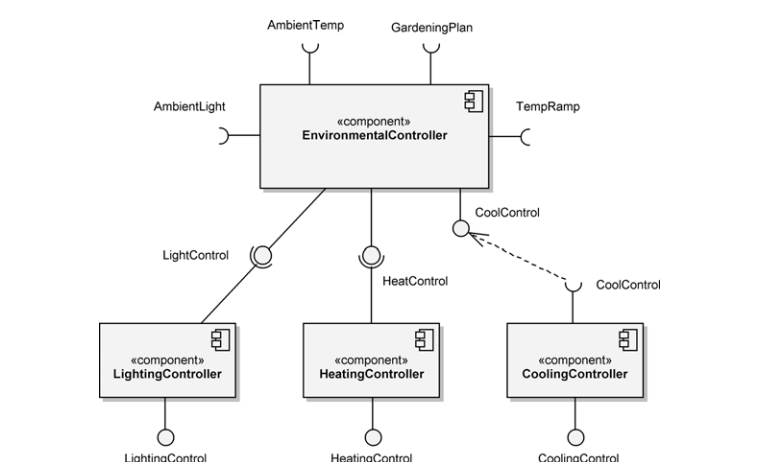 AmbientTemp
GardeningPlan
AmbientLight
TempRamp
«component»
EnvironmentalController
CoolControl
LightControl
HeatControl
CoolControl
«component»
LightingController
«component»
HeatingController
«component»
CoolingController
LightingControl
HeatingControl
CoolingControl